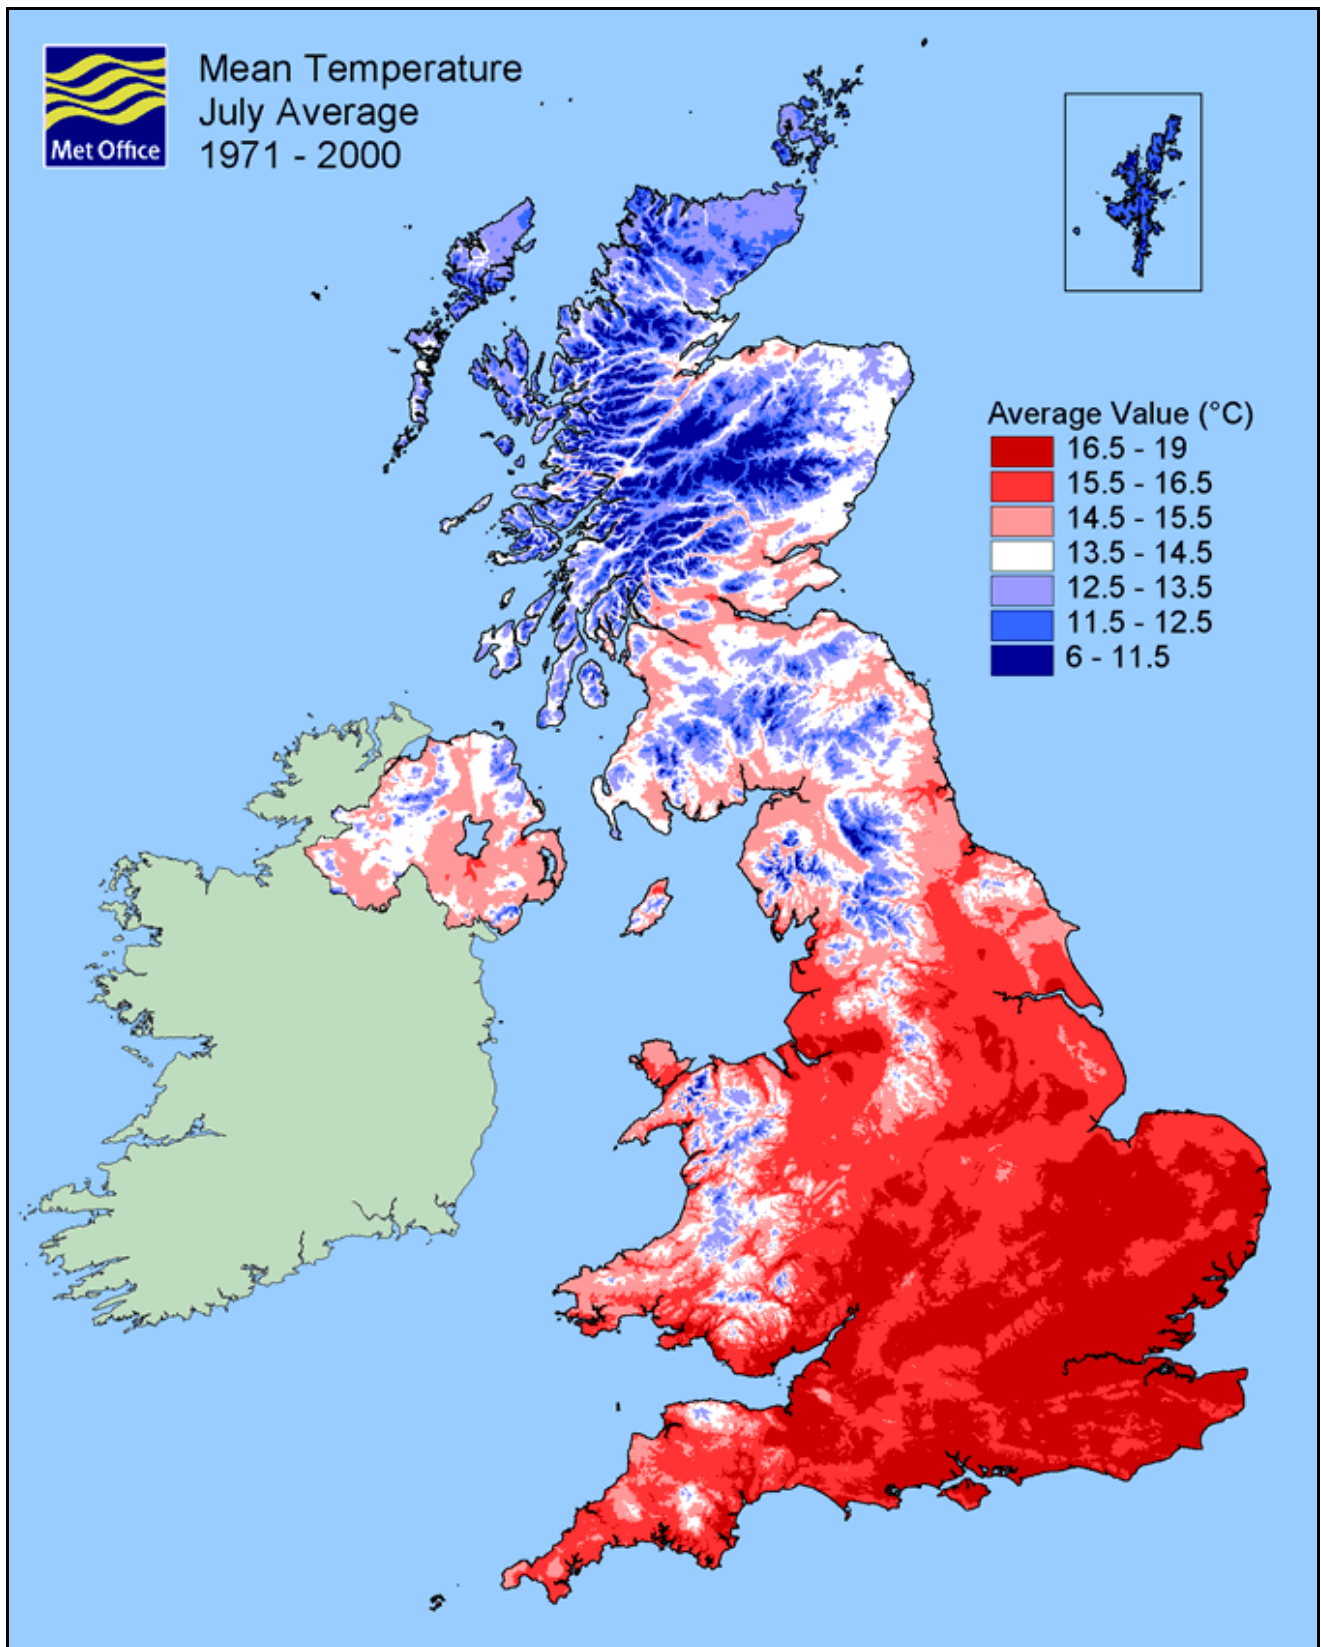 Met Office
Mean Temperature
July Average
1971 - 2000
Average Value (°C)
16.5 - 19
15.5 - 16.5
14.5 - 15.5
13.5 - 14.5
12.5 - 13.5
11.5 - 12.5
6 - 11.5